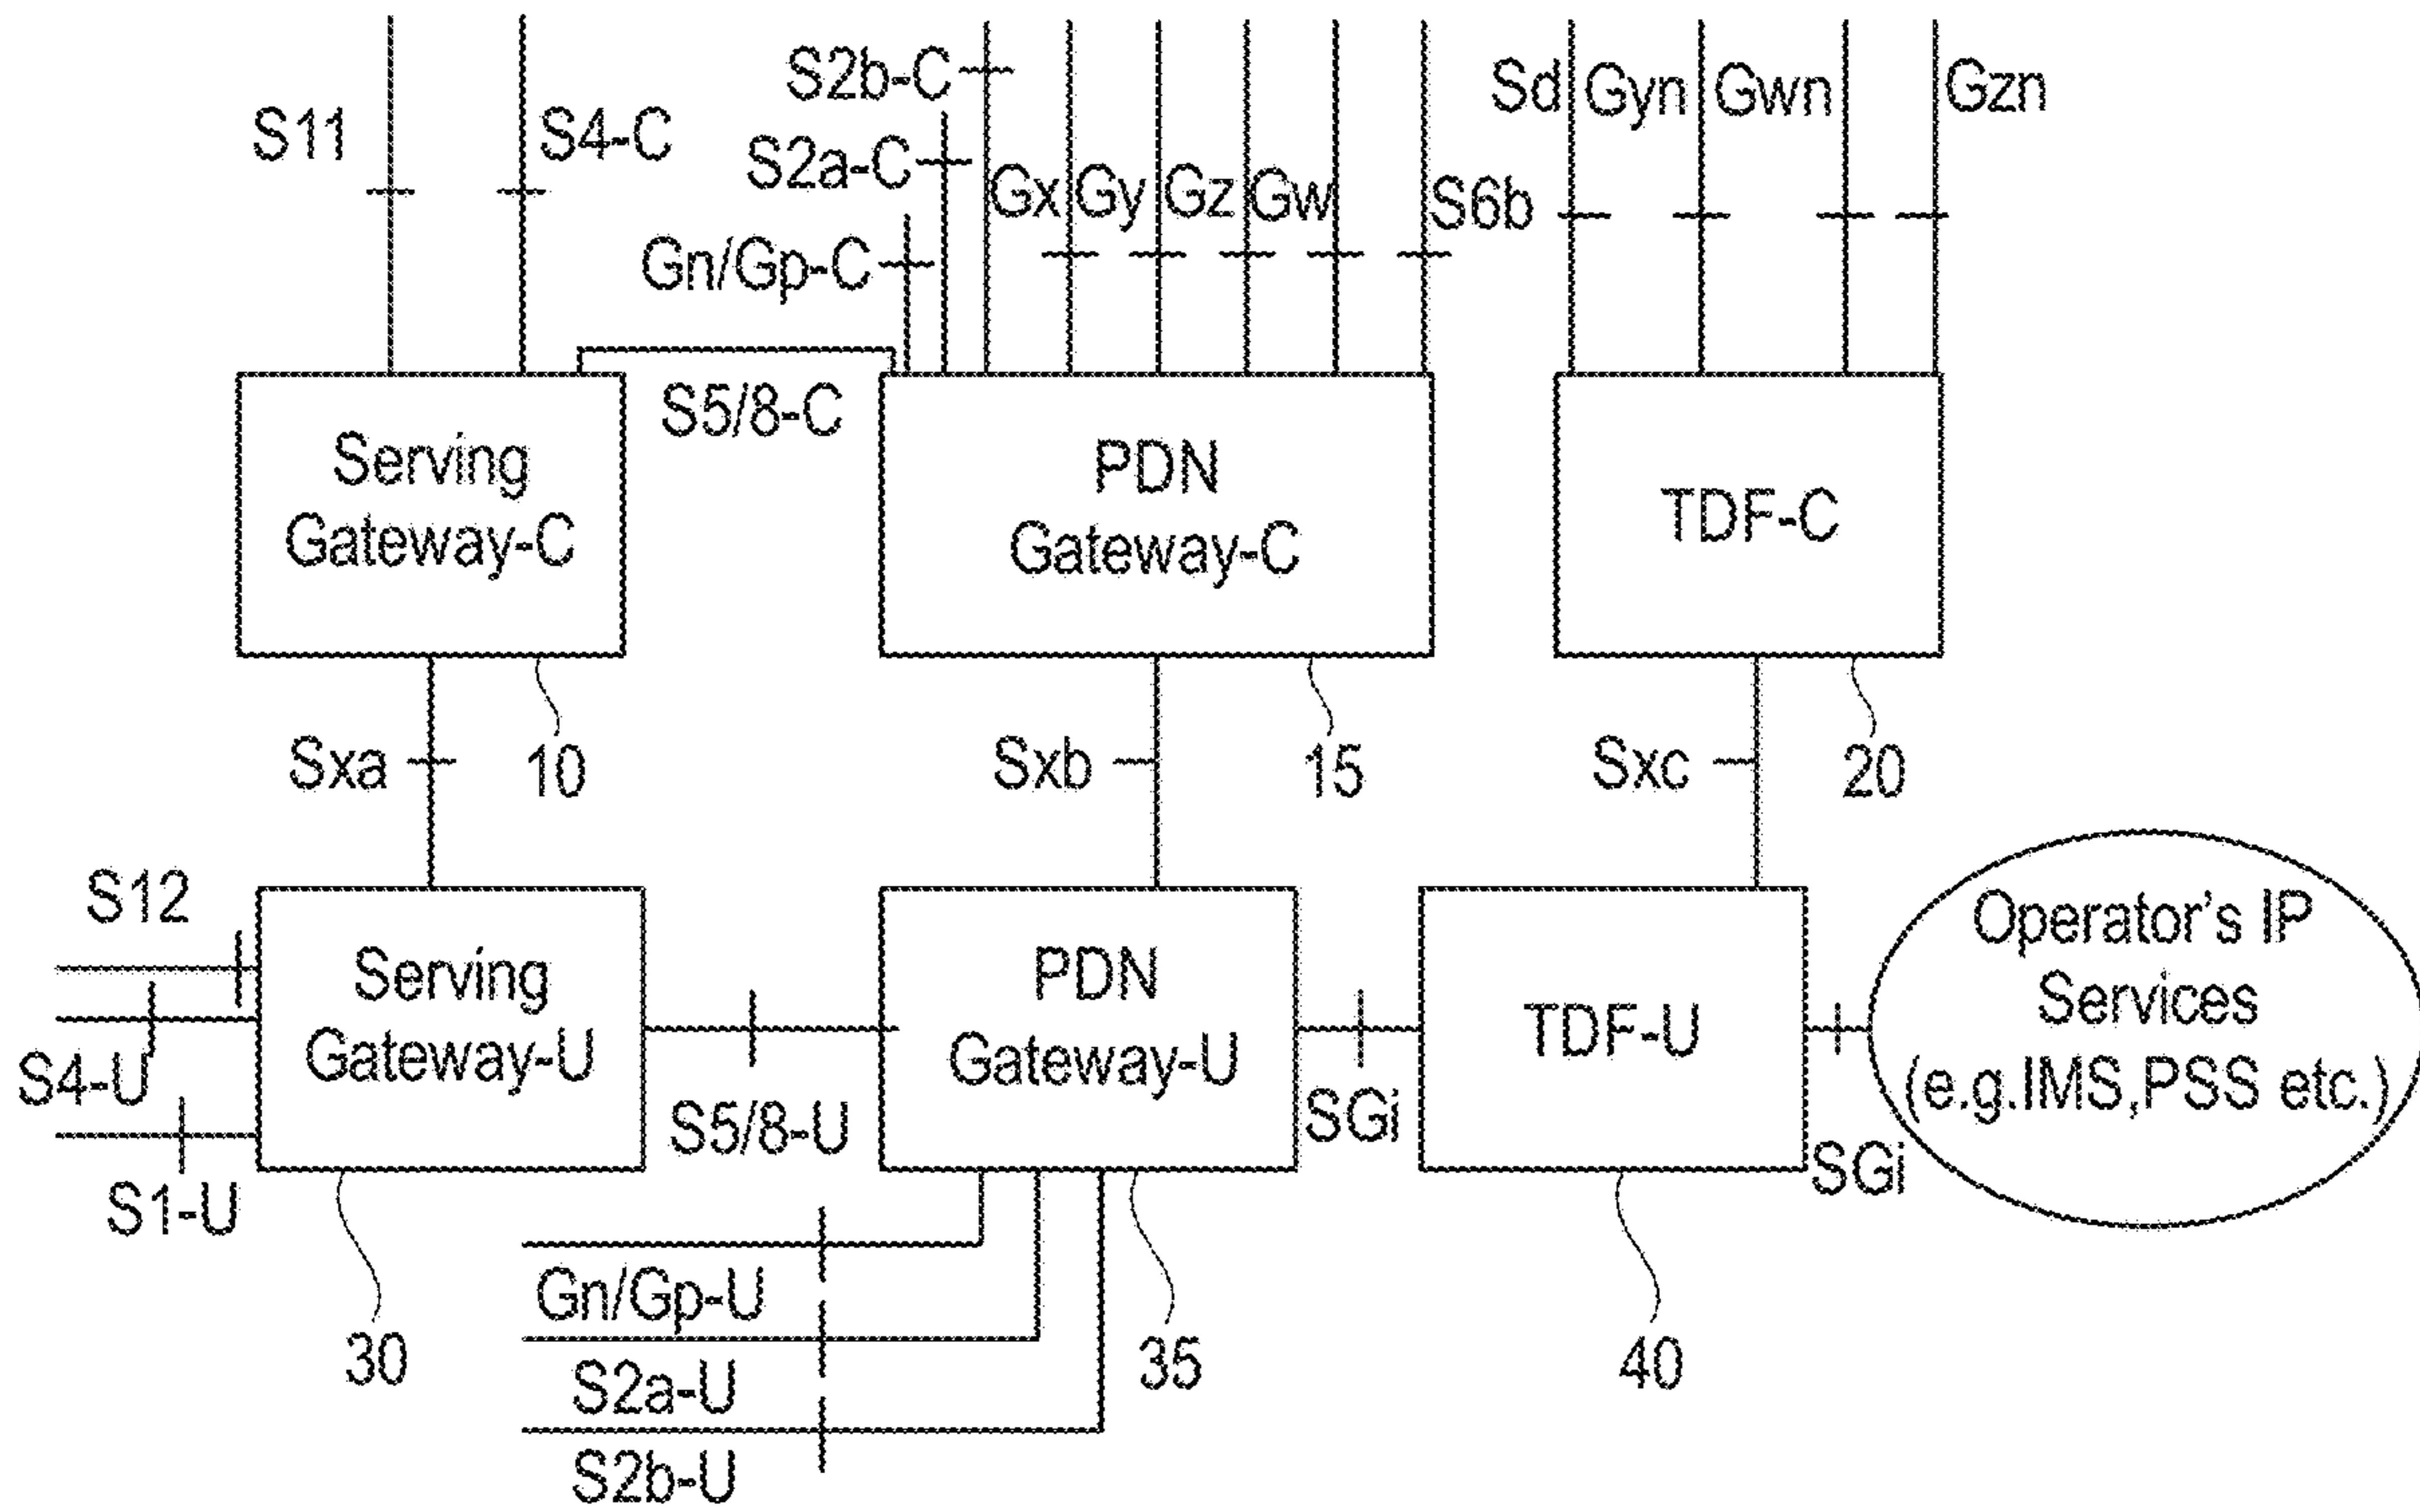 S2b-C
Sd
Gyn
Gwn
Gzn
S11
S4-C
S2a-C
Gx
Gy
Gz
Gw
S6b
Gn/Gp-C
S5/8-C
Serving
Gateway-C
PDN
Gateway-C
TDF-C
Sxa
10
Sxb
15
Sxc
20
S12
S4-U
S1-U
Serving
Gateway-U
S5/8-U
PDN
Gateway-U
SGi
TDF-U
SGi
Operator's IP
Services
(e.g.IMS,PSS etc.)
Gn/Gp-U
S2a-U
S2b-U
30
35
40